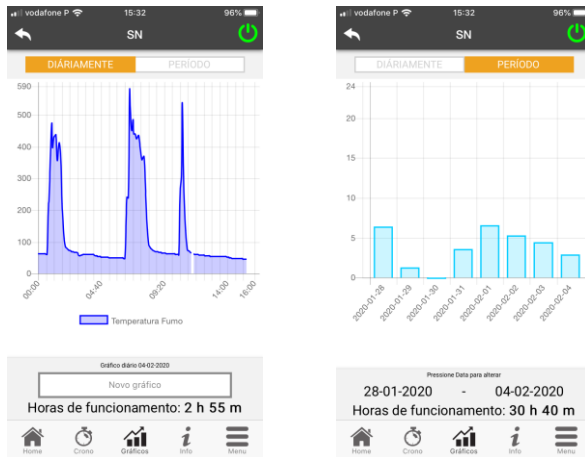 vodafone P 15:32 96%
SN
DIÁRIAMENTE PERÍODO
590
500
400
300
200
100
0
00:00 04:40 09:20 14:00 16:00
Temperatura Fumo
Gráfico diário 04-02-2020
Novo gráfico
Horas de funcionamento: 2 h 55 m
Home Crono Gráficos Info Menu
vodafone P 15:32 96%
SN
DIÁRIAMENTE PERÍODO
24
20
15
10
5
0
2020-01-28 2020-01-29 2020-01-30 2020-01-31 2020-02-01 2020-02-02 2020-02-03 2020-02-04
Pressione Data para alterar
28-01-2020 - 04-02-2020
Horas de funcionamento: 30 h 40 m
Home Crono Gráficos Info Menu